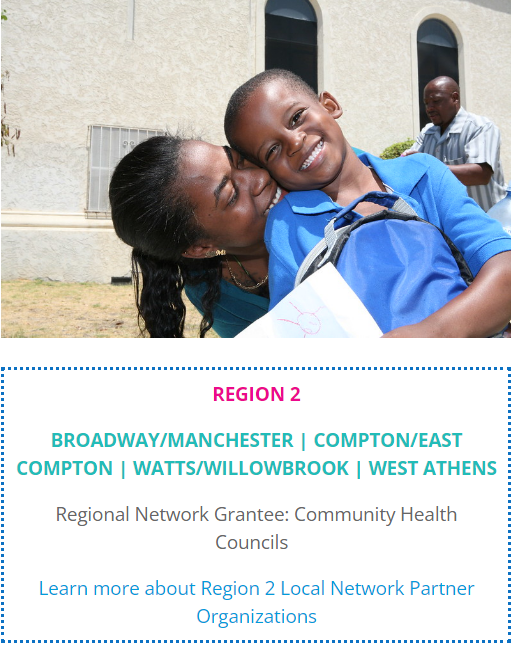 REGION 2
BROADWAY/MANCHESTER | COMPTON/EAST
COMPTON | WATTS/WILLOWBROOK | WEST ATHENS
Regional Network Grantee: Community Health
Councils
Learn more about Region 2 Local Network Partner
Organizations